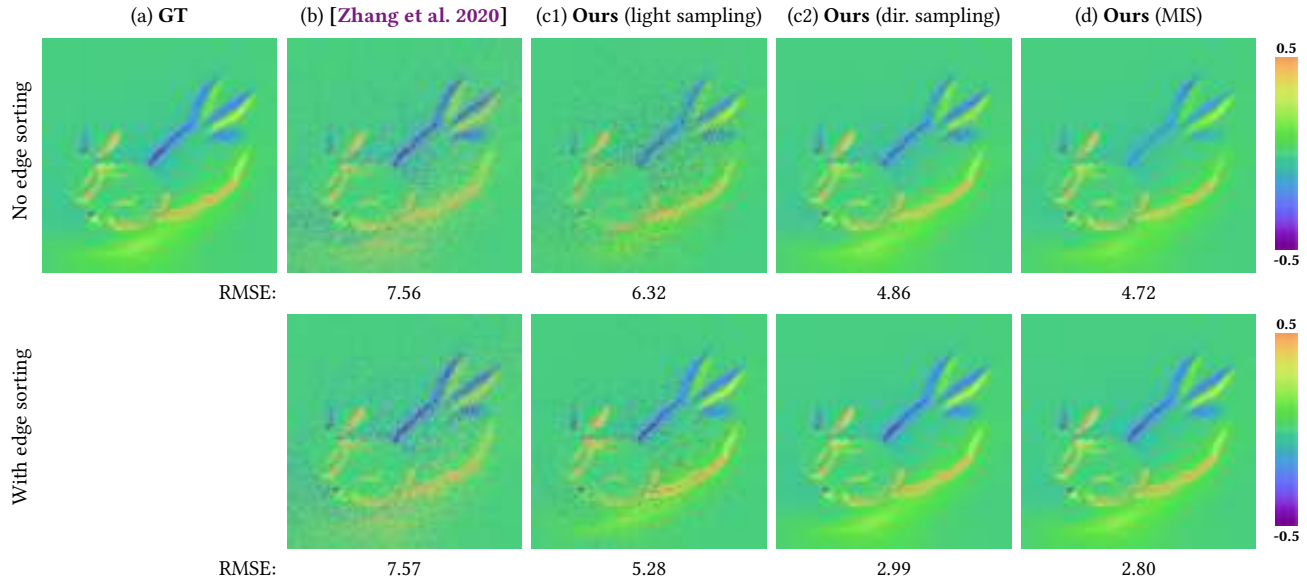 (a) GT
(b) [Zhang et al. 2020]
(c1) Ours (light sampling)
(c2) Ours (dir. sampling)
(d) Ours (MIS)
No edge sorting
0.5
-0.5
RMSE: 7.56 6.32 4.86 4.72
With edge sorting
0.5
-0.5
RMSE: 7.57 5.28 2.99 2.80